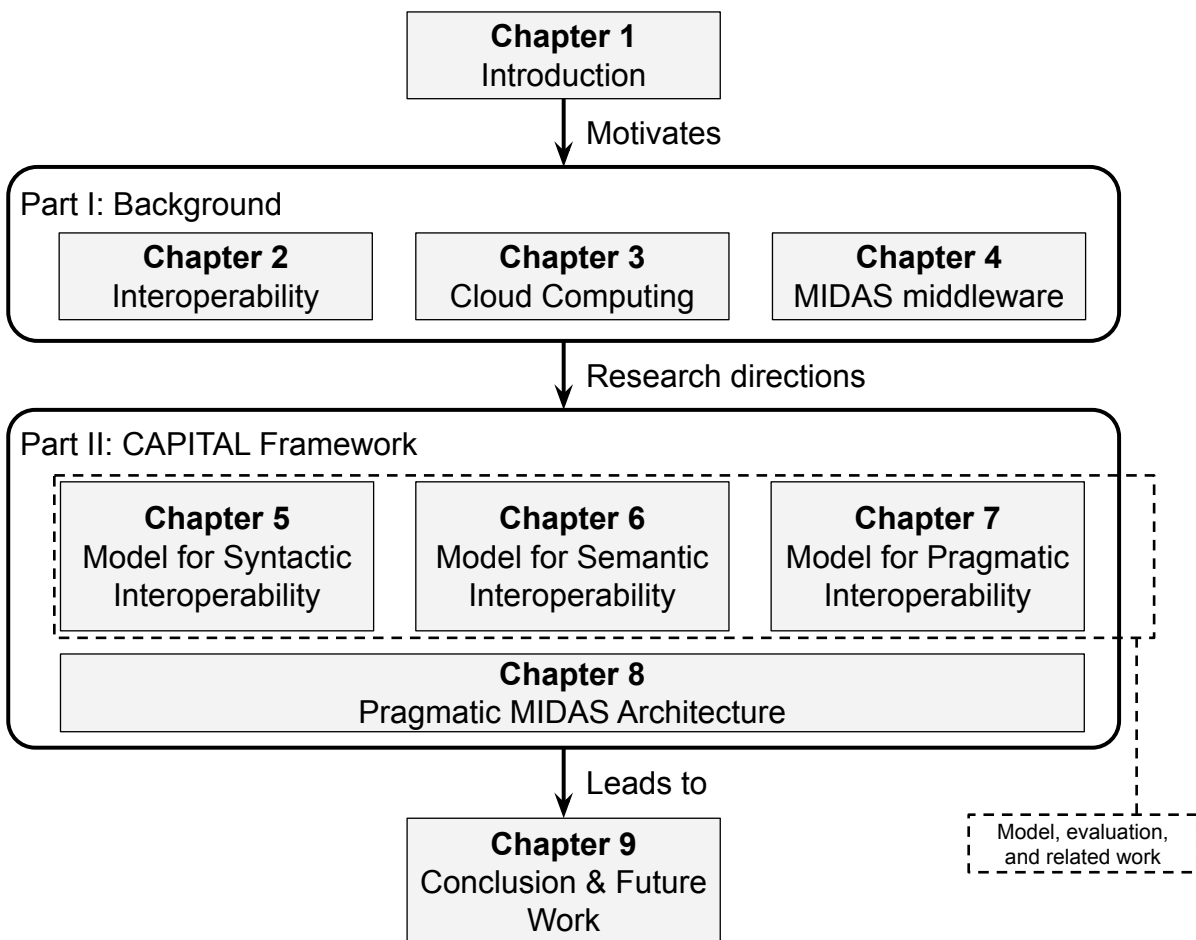 Chapter 1
Introduction
Motivates
Part I: Background
Chapter 2
Interoperability
Chapter 3
Cloud Computing
Chapter 4
MIDAS middleware
Research directions
Part II: CAPITAL Framework
Chapter 5
Model for Syntactic
Interoperability
Chapter 6
Model for Semantic
Interoperability
Chapter 7
Model for Pragmatic
Interoperability
Chapter 8
Pragmatic MIDAS Architecture
Leads to
Model, evaluation,
and related work
Chapter 9
Conclusion & Future
Work